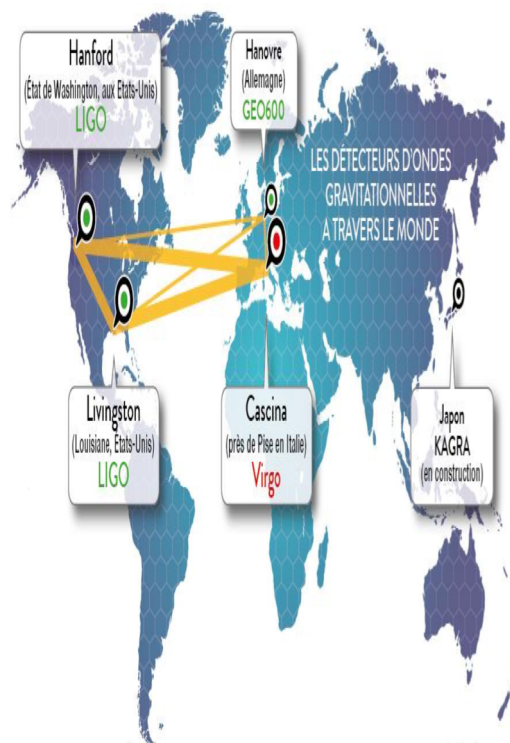 Hanford
(État de Washington, aux Etats-Unis)
LIGO
Hanovre
(Allemagne)
GEO600
LES DÉTECTEURS D'ONDES
GRAVITATIONNELLES
A TRAVERS LE MONDE
Livingston
(Louisiane, États-Unis)
LIGO
Cascina
(près de Pise en Italie)
Virgo
Japon
KAGRA
(en construction)